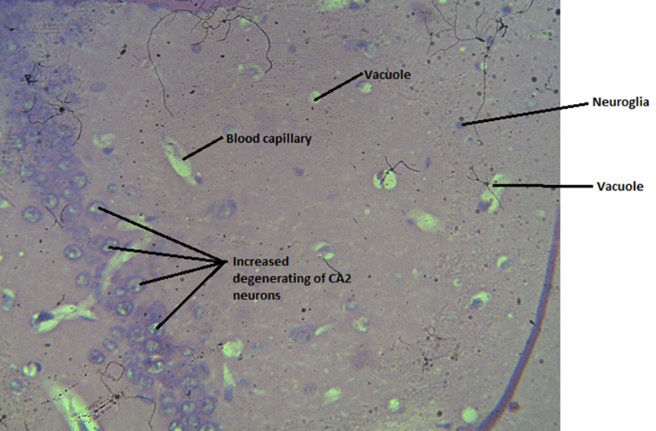 Vacuole
Neuroglia
Blood capillary
Vacuole
Increased
degenerating of CA2
neurons